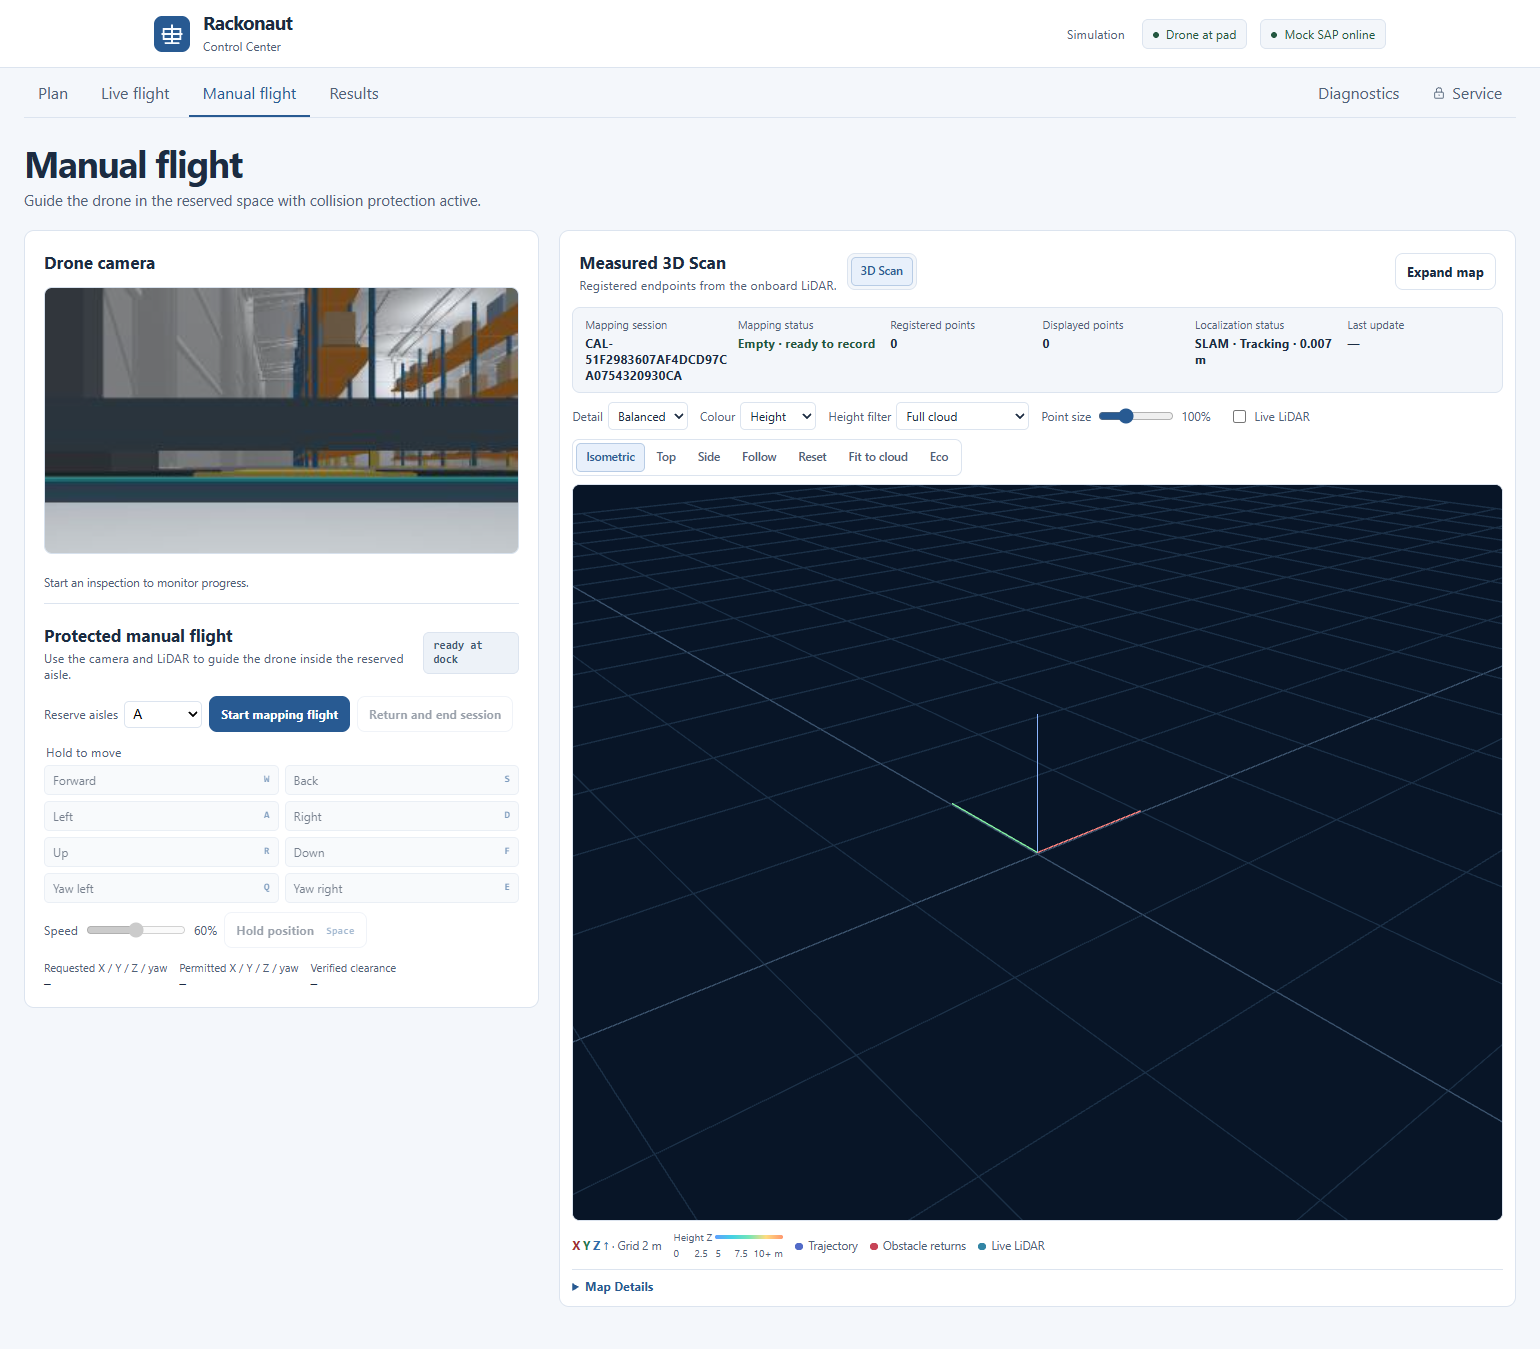 Rackonaut
Control Center
Simulation
Drone at pad
Mock SAP online
Plan
Live flight
Manual flight
Results
Diagnostics
Service
Manual flight
Guide the drone in the reserved space with collision protection active.
Drone camera
Start an inspection to monitor progress.
Protected manual flight
Use the camera and LiDAR to guide the drone inside the reserved
aisle.
ready at
dock
Reserve aisles
A
Start mapping flight
Return and end session
Hold to move
Forward W
Back S
Left A
Right D
Up R
Down F
Yaw left Q
Yaw right E
Speed
60%
Hold position Space
Requested X / Y / Z / yaw
–
Permitted X / Y / Z / yaw
–
Verified clearance
–
Measured 3D Scan
Registered endpoints from the onboard LiDAR.
3D Scan
Expand map
Mapping session
CAL-
51F2983607AF4DCD97C
A0754320930CA
Mapping status
Empty · ready to record
Registered points
0
Displayed points
0
Localization status
SLAM · Tracking · 0.007
m
Last update
—
Detail
Balanced
Colour
Height
Height filter
Full cloud
Point size
100%
Live LiDAR
Isometric
Top
Side
Follow
Reset
Fit to cloud
Eco
X Y Z ↑ · Grid 2 m
Height Z
0 2.5 5 7.5 10+ m
Trajectory
Obstacle returns
Live LiDAR
Map Details